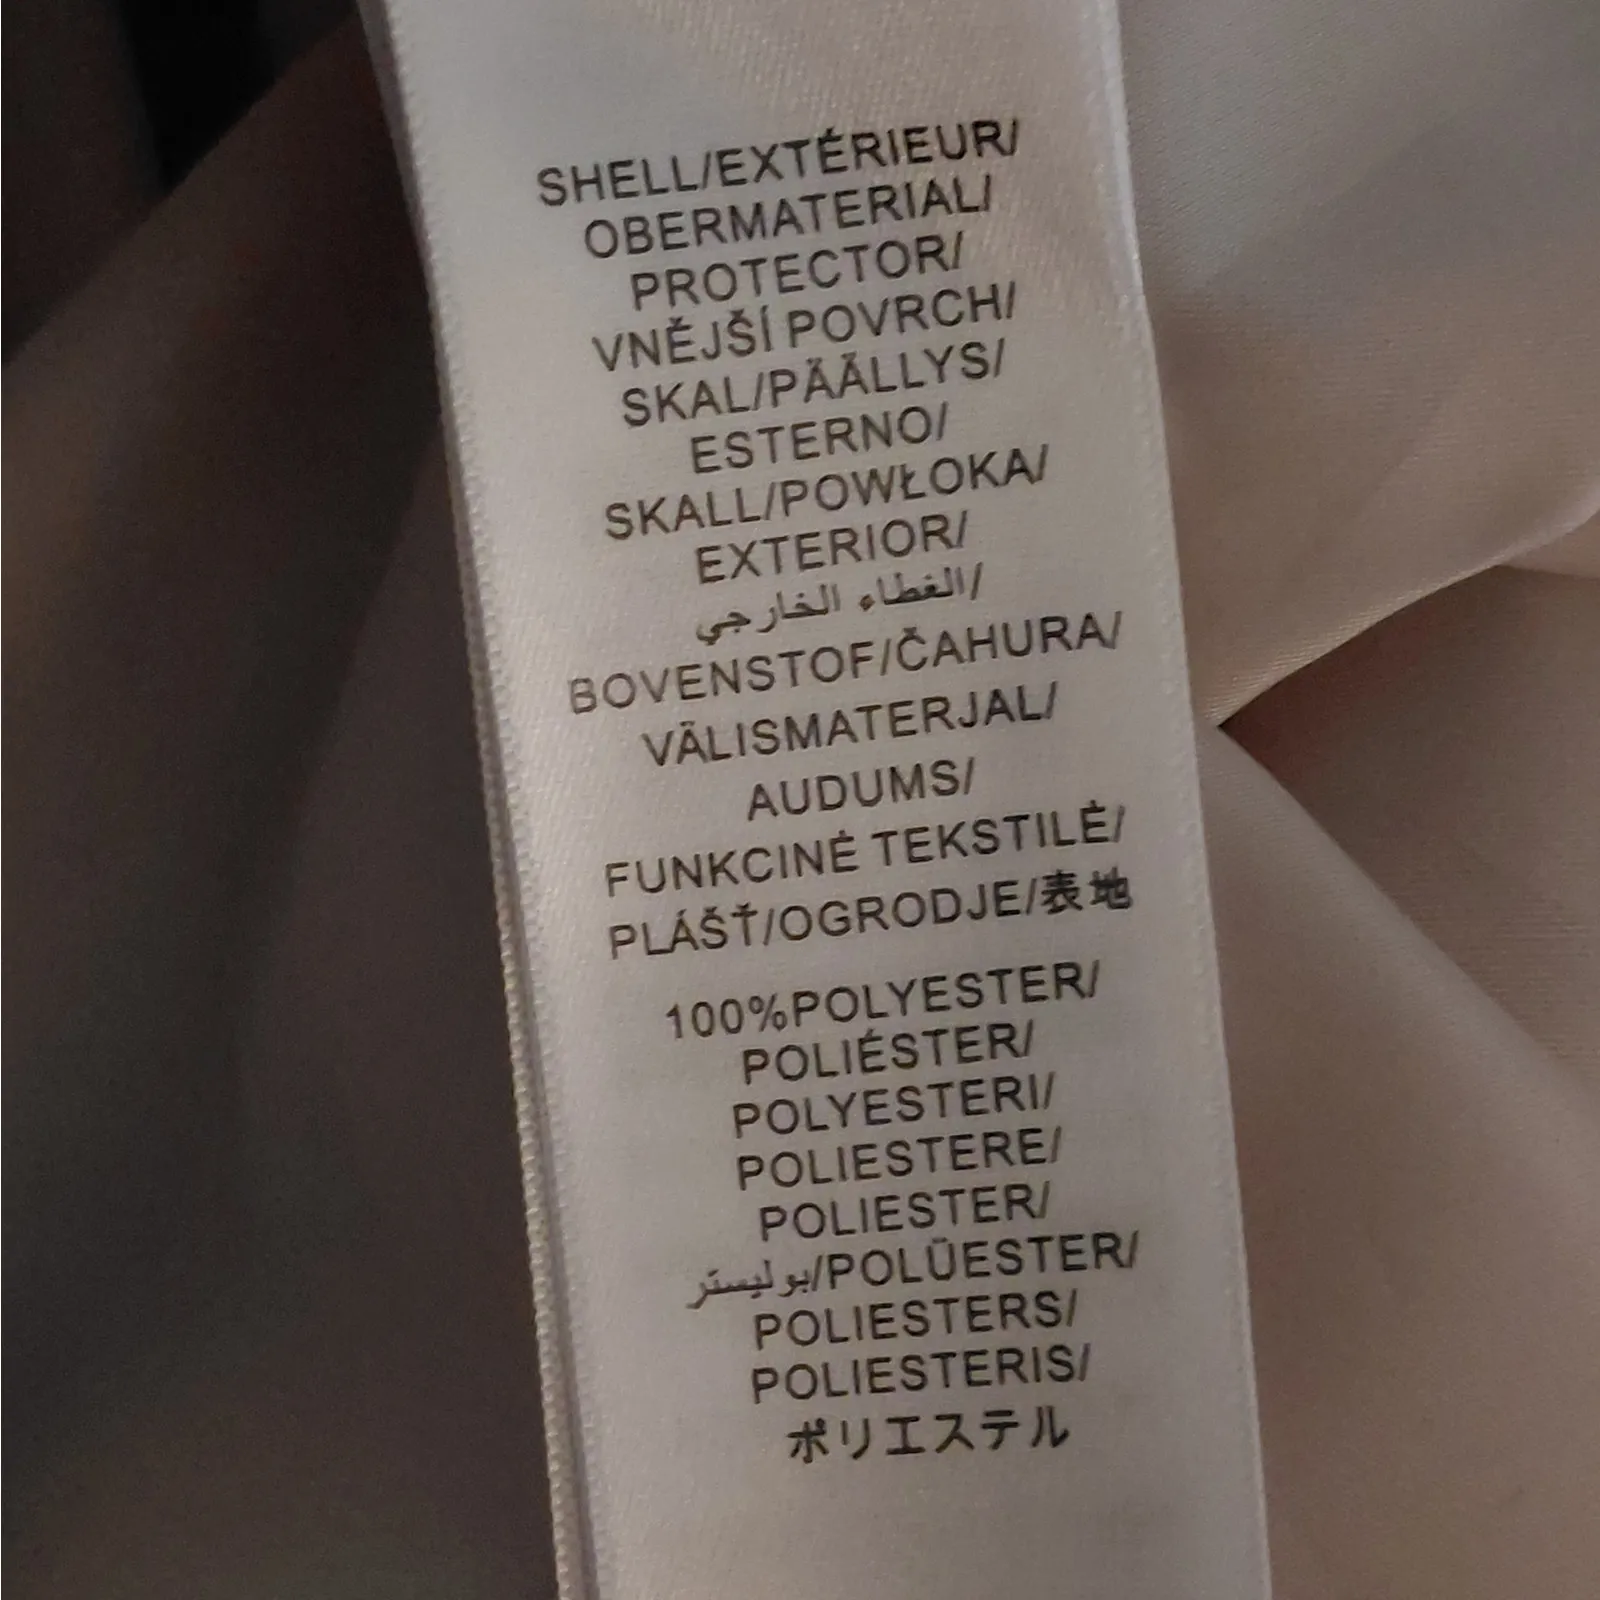 SHELL/EXTÉRIEUR/
OBERMATERIAL/
PROTECTOR/
VNĚJŠÍ POVRCH/
SKAL/PÄÄLLYS/
ESTERNO/
SKALL/POWŁOKA/
EXTERIOR/
الغطاء الخارجي/
BOVENSTOF/ČAHURA/
VÄLISMATERJAL/
AUDUMS/
FUNKCINĖ TEKSTILĖ/
PLÁŠŤ/OGRODJE/表地
100%POLYESTER/
POLIÉSTER/
POLYESTERI/
POLIESTERE/
POLIESTER/
بوليستر/POLÜESTER/
POLIESTERS/
POLIESTERIS/
ポリエステル